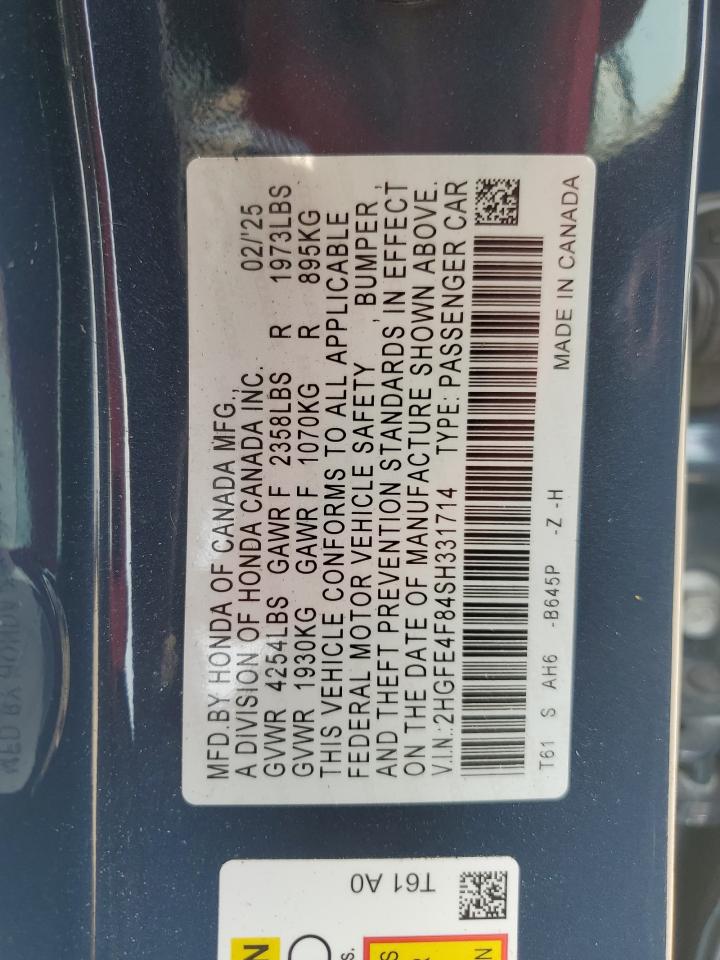 MFD.BY HONDA OF CANADA MFG.,
A DIVISION OF HONDA CANADA INC. 02/'25
GVWR 4254LBS GAWR F 2358LBS R 1973LBS
GVWR 1930KG GAWR F 1070KG R 895KG
THIS VEHICLE CONFORMS TO ALL APPLICABLE
FEDERAL MOTOR VEHICLE SAFETY , BUMPER ,
AND THEFT PREVENTION STANDARDS IN EFFECT
ON THE DATE OF MANUFACTURE SHOWN ABOVE.
V.I.N.:2HGFE4F84SH331714 TYPE: PASSENGER CAR
T61 S AH6 -B645P -Z -H MADE IN CANADA
T61 A0